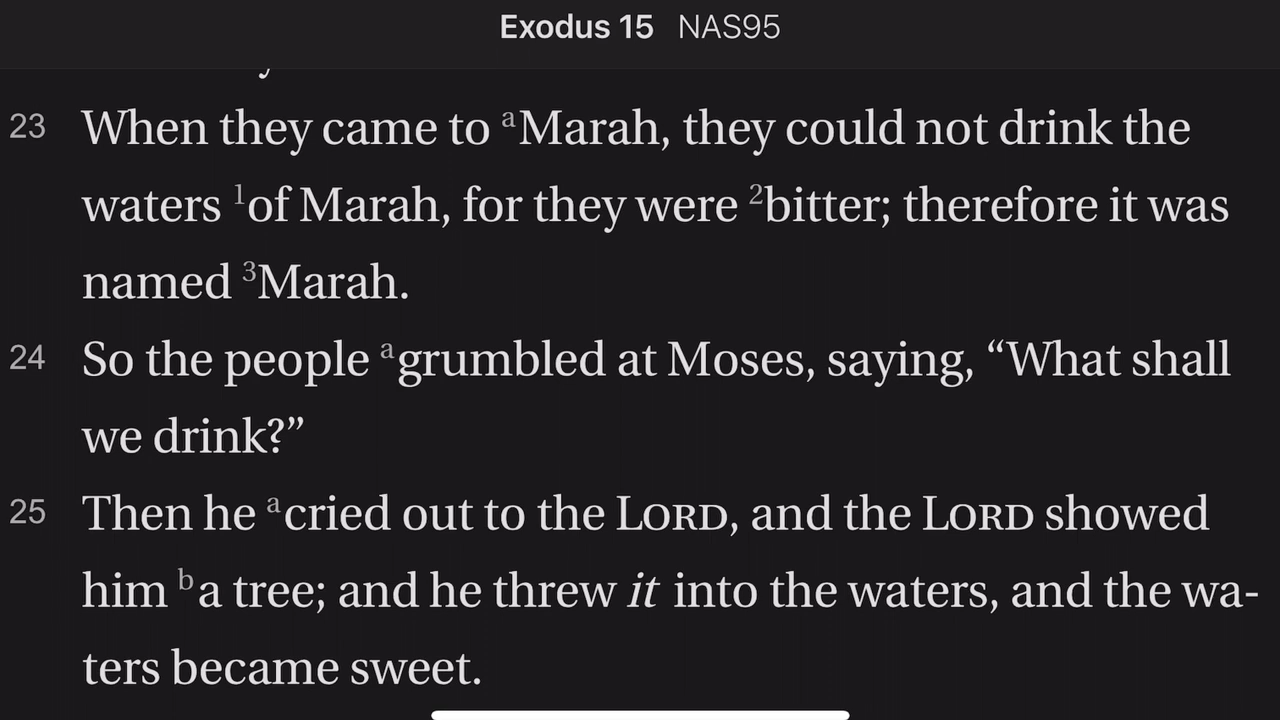 Exodus 15 NAS95
23 When they came to aMarah, they could not drink the
waters 1of Marah, for they were 2bitter; therefore it was
named 3Marah.
24 So the people agrumbled at Moses, saying, “What shall
we drink?”
25 Then he acried out to the LORD, and the LORD showed
him ba tree; and he threw it into the waters, and the wa-
ters became sweet.